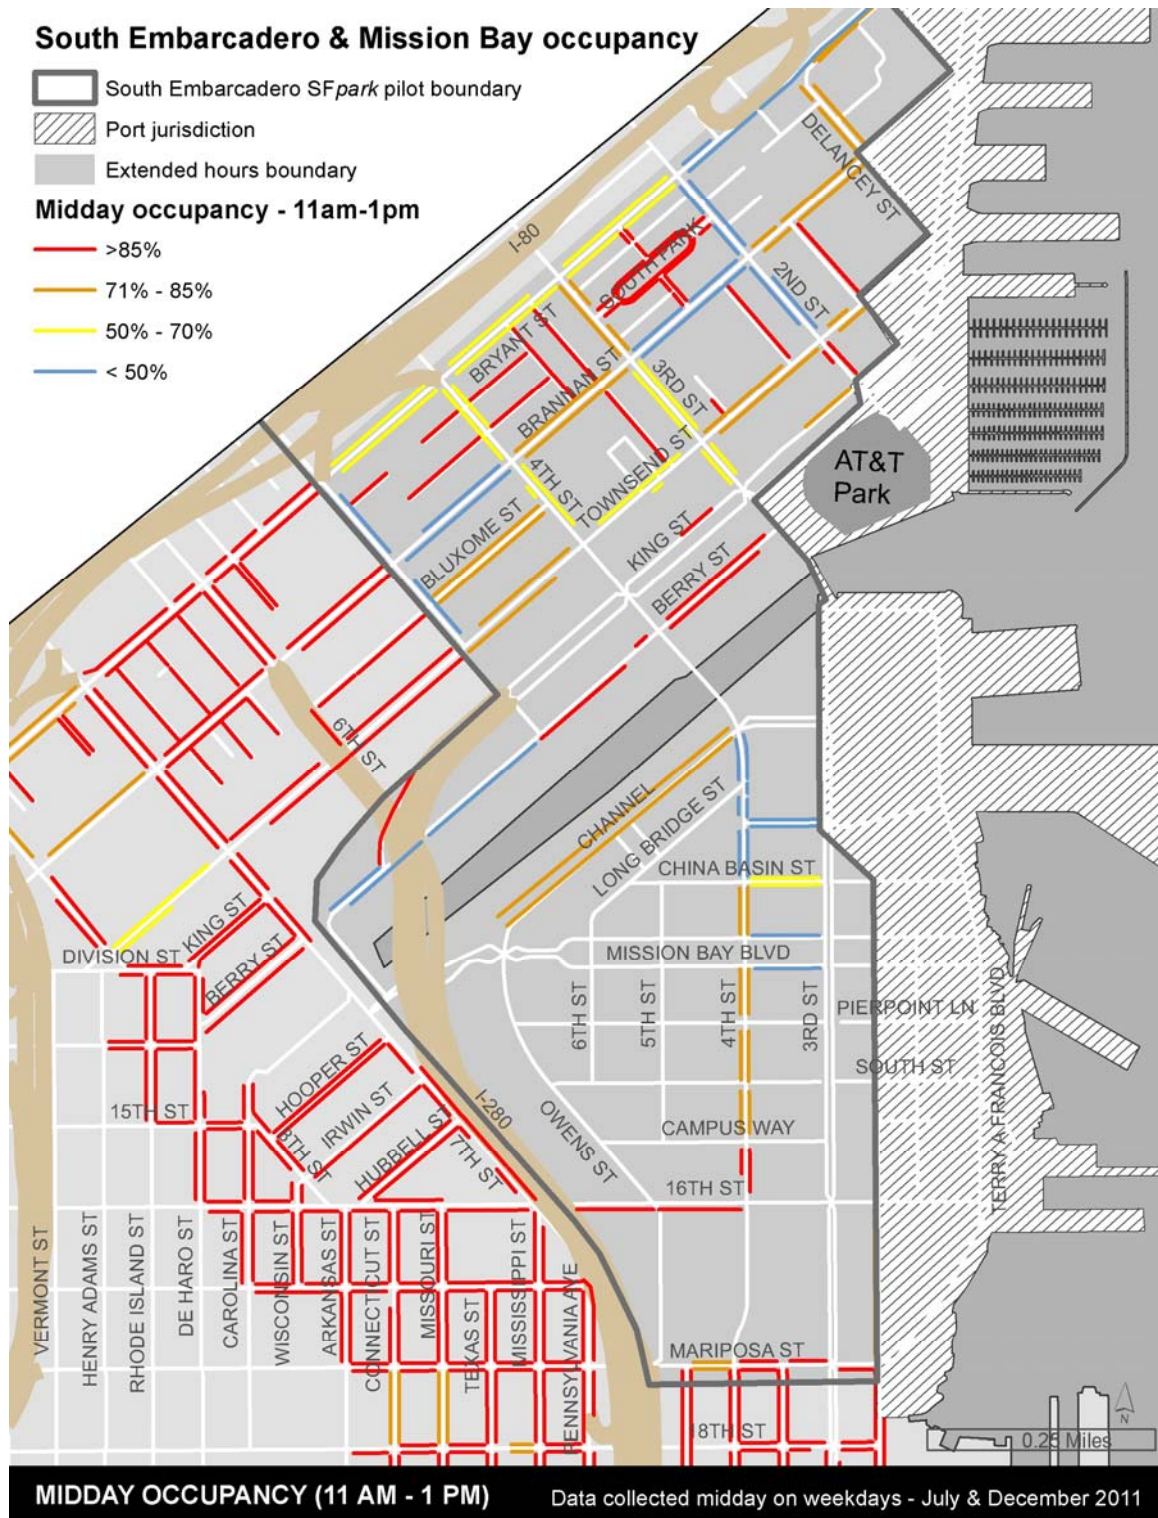 South Embarcadero & Mission Bay occupancy
South Embarcadero SFpark pilot boundary
Port jurisdiction
Extended hours boundary
Midday occupancy - 11am-1pm
>85%
71% - 85%
50% - 70%
< 50%
I-80
DELANCEY ST
SOUTH PARK
2ND ST
BRYANT ST
BRANNAN ST
3RD ST
4TH ST
TOWNSEND ST
AT&T
Park
BLUXOME ST
KING ST
BERRY ST
6TH ST
CHANNEL
LONG BRIDGE ST
CHINA BASIN ST
KING ST
DIVISION ST
BERRY ST
MISSION BAY BLVD
6TH ST
5TH ST
4TH ST
3RD ST
PIERPOINT LN
TERRY A FRANCOIS BLVD
SOUTH ST
HOOPER ST
I-280
15TH ST
IRWIN ST
8TH ST
HUBBELL ST
7TH ST
OWENS ST
CAMPUS WAY
16TH ST
VERMONT ST
HENRY ADAMS ST
RHODE ISLAND ST
DE HARO ST
CAROLINA ST
WISCONSIN ST
ARKANSAS ST
CONNECTICUT ST
MISSOURI ST
TEXAS ST
MISSISSIPPI ST
PENNSYLVANIA AVE
MARIPOSA ST
18TH ST
N
0.25 Miles
MIDDAY OCCUPANCY (11 AM - 1 PM)
Data collected midday on weekdays - July & December 2011